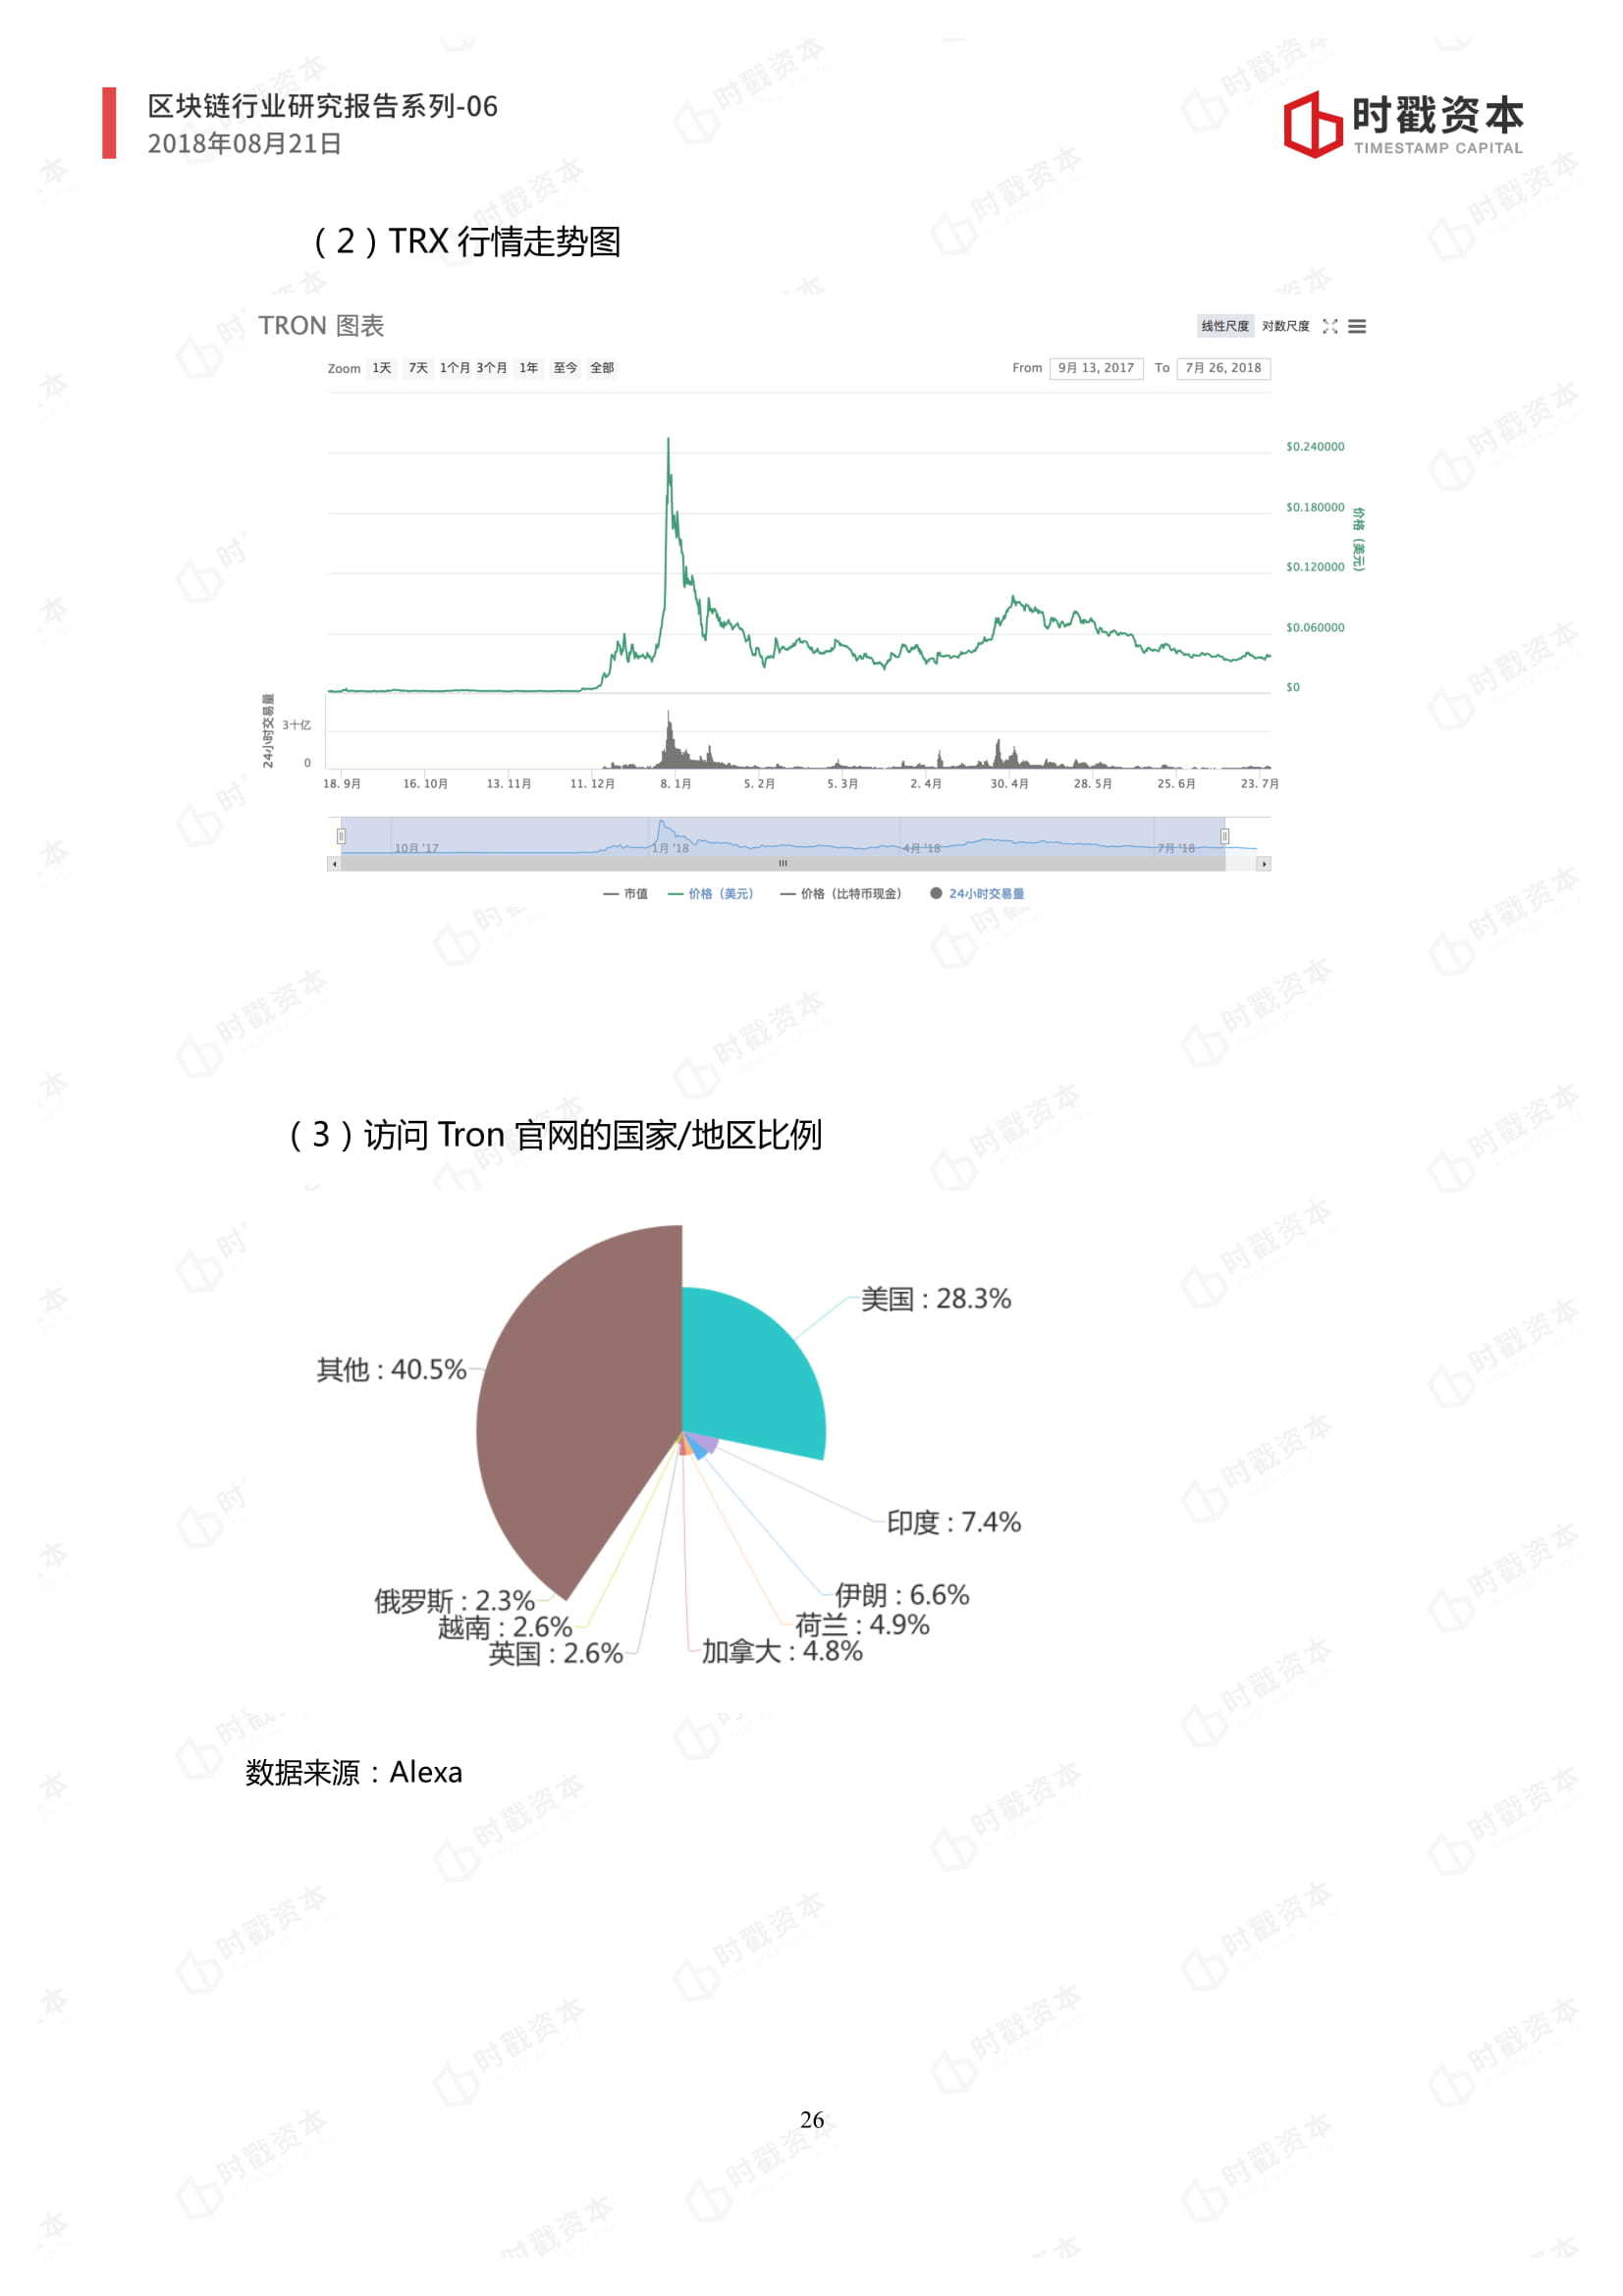 区块链行业研究报告系列-06
2018年08月21日
时戳资本
TIMESTAMP CAPITAL
（2）TRX 行情走势图
TRON 图表
线性尺度 对数尺度
Zoom 1天 7天 1个月 3个月 1年 至今 全部
From 9月 13, 2017 To 7月 26, 2018
$0.240000
$0.180000
$0.120000
$0.060000
$0
价格（美元）
24小时交易量
3十亿
0
18. 9月 16. 10月 13. 11月 11. 12月 8. 1月 5. 2月 5. 3月 2. 4月 30. 4月 28. 5月 25. 6月 23. 7月
10月 '17 1月 '18 4月 '18 7月 '18
市值 价格（美元） 价格（比特币现金） 24小时交易量
（3）访问 Tron 官网的国家/地区比例
美国 : 28.3%
其他 : 40.5%
印度 : 7.4%
伊朗 : 6.6%
俄罗斯 : 2.3%
荷兰 : 4.9%
越南 : 2.6%
加拿大 : 4.8%
英国 : 2.6%
数据来源：Alexa
26